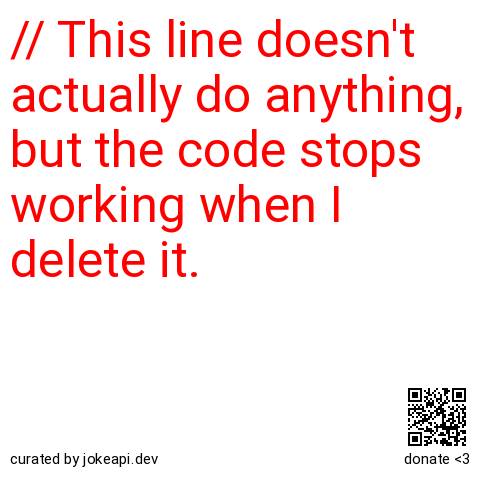 // This line doesn't
actually do anything,
but the code stops
working when I
delete it.
curated by jokeapi.dev
donate <3